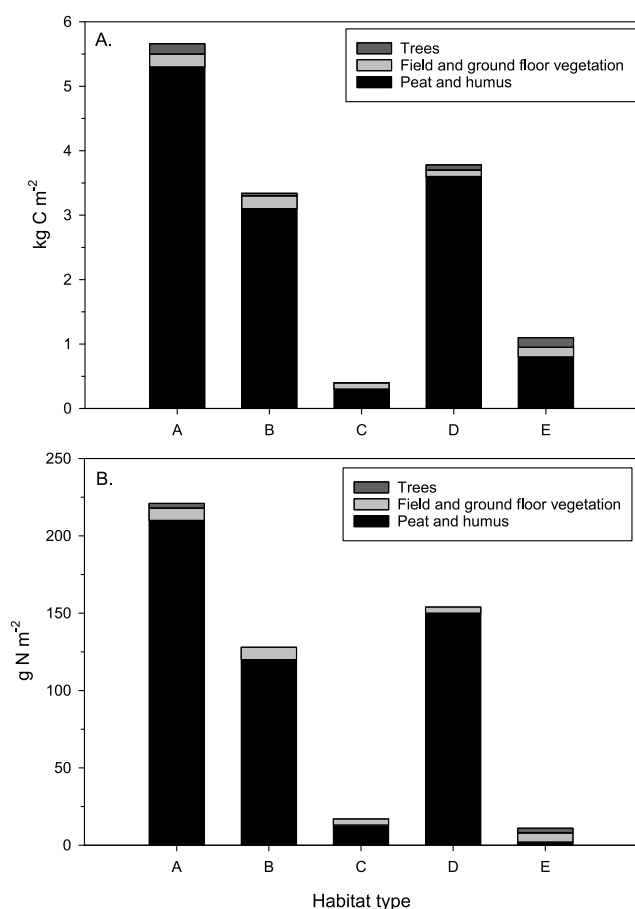 A.
Trees
Field and ground floor vegetation
Peat and humus
6
5
4
3
2
1
0
kg C m-2
A B C D E
B.
Trees
Field and ground floor vegetation
Peat and humus
250
200
150
100
50
0
g N m-2
A B C D E
Habitat type